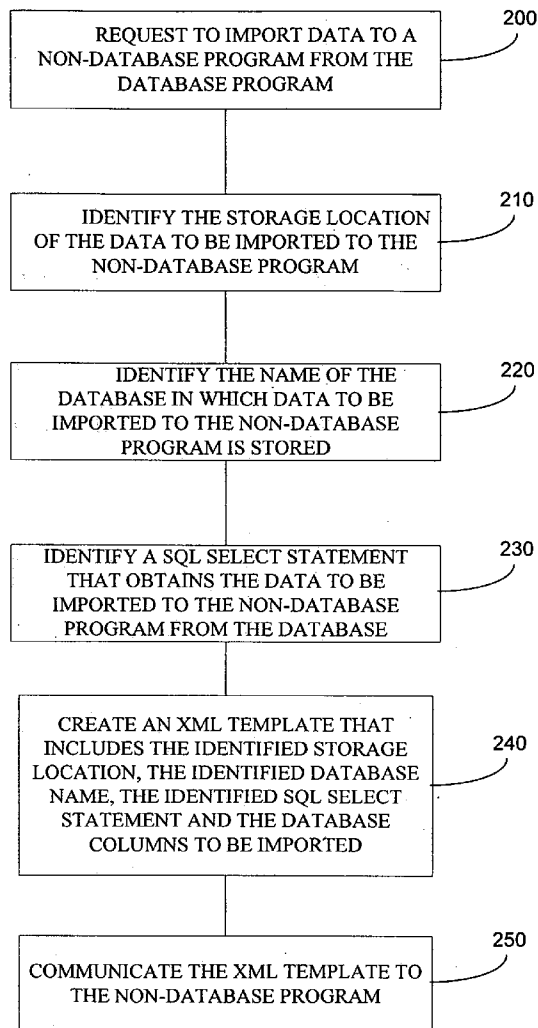 200
REQUEST TO IMPORT DATA TO A
NON-DATABASE PROGRAM FROM THE
DATABASE PROGRAM
210
IDENTIFY THE STORAGE LOCATION
OF THE DATA TO BE IMPORTED TO THE
NON-DATABASE PROGRAM
220
IDENTIFY THE NAME OF THE
DATABASE IN WHICH DATA TO BE
IMPORTED TO THE NON-DATABASE
PROGRAM IS STORED
230
IDENTIFY A SQL SELECT STATEMENT
THAT OBTAINS THE DATA TO BE
IMPORTED TO THE NON-DATABASE
PROGRAM FROM THE DATABASE
240
CREATE AN XML TEMPLATE THAT
INCLUDES THE IDENTIFIED STORAGE
LOCATION, THE IDENTIFIED DATABASE
NAME, THE IDENTIFIED SQL SELECT
STATEMENT AND THE DATABASE
COLUMNS TO BE IMPORTED
250
COMMUNICATE THE XML TEMPLATE TO
THE NON-DATABASE PROGRAM